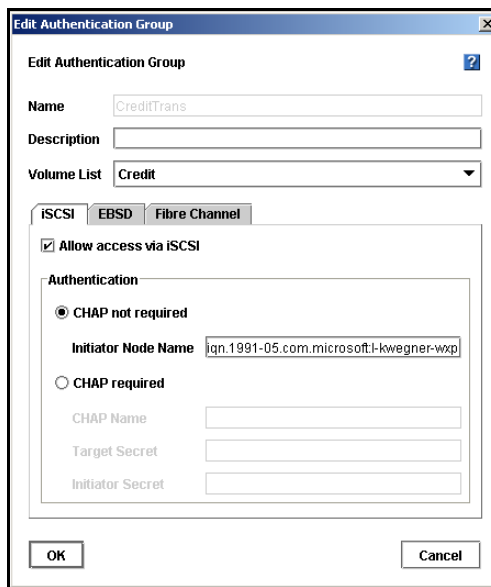 Edit Authentication Group
Edit Authentication Group ?
Name CreditTrans
Description
Volume List Credit
iSCSI EBSD Fibre Channel
Allow access via iSCSI
Authentication
CHAP not required
Initiator Node Name iqn.1991-05.com.microsoft:l-kwegner-wxp
CHAP required
CHAP Name
Target Secret
Initiator Secret
OK Cancel